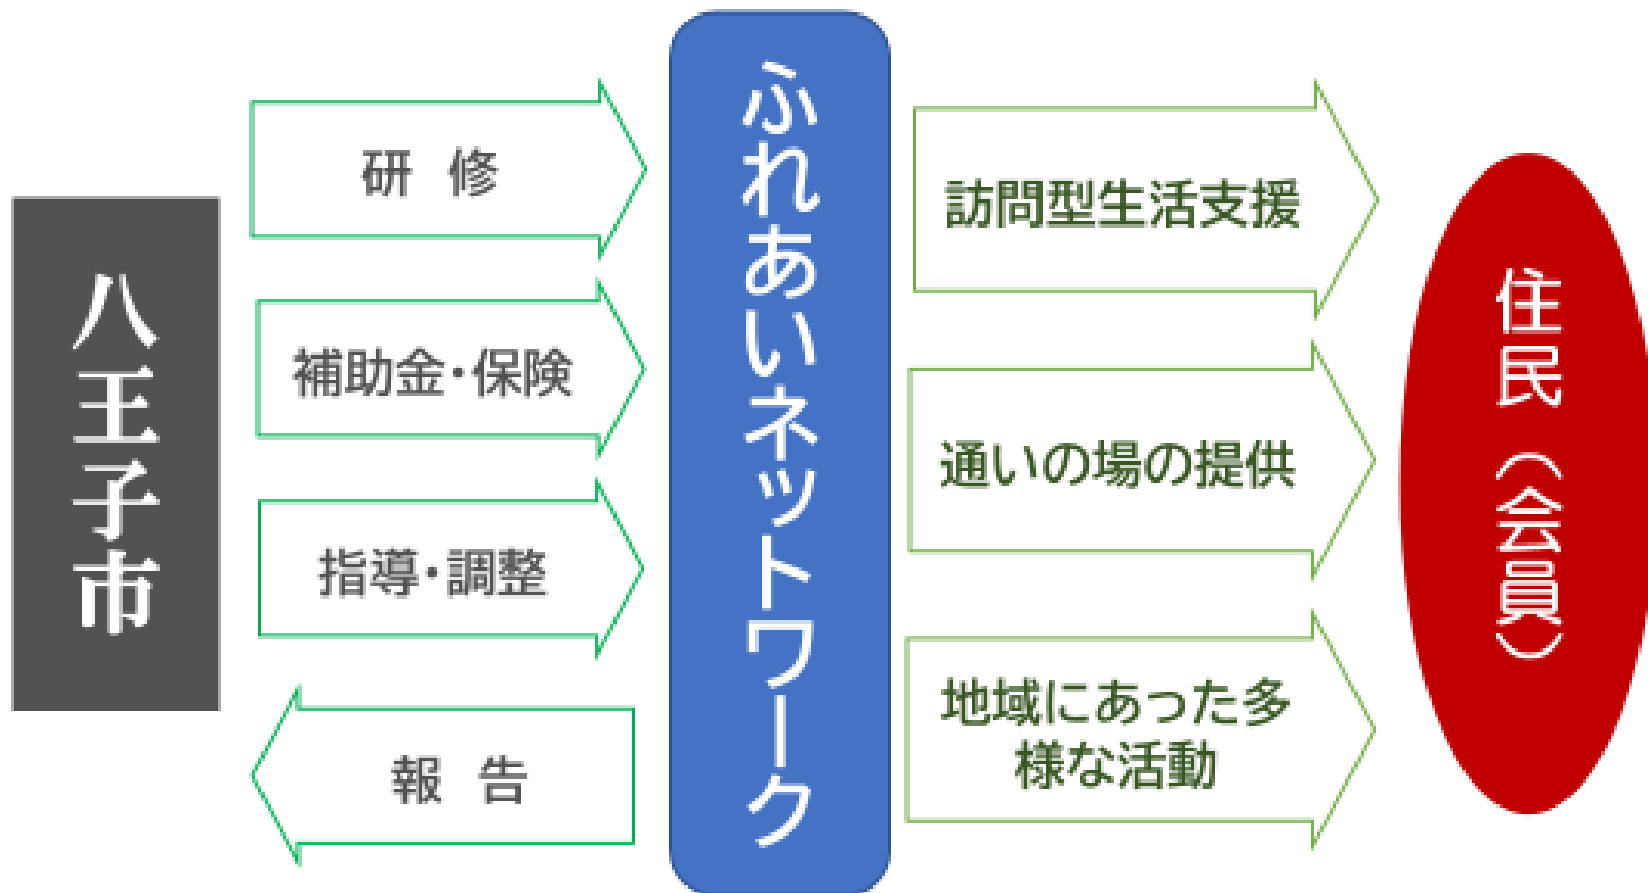 八王子市
研 修
補助金・保険
指導・調整
報 告
ふれあいネットワーク
訪問型生活支援
通いの場の提供
地域にあった多
様な活動
住民（会員）